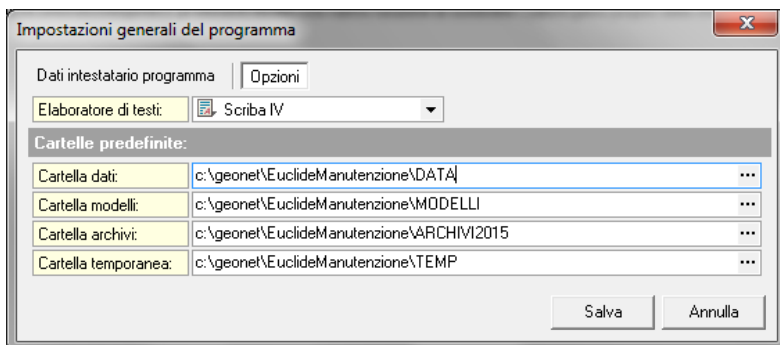 Impostazioni generali del programma
Dati intestatario programma Opzioni
Elaboratore di testi: Scriba IV
Cartelle predefinite:
Cartella dati: c:\geonet\EuclideManutenzione\DATA
Cartella modelli: c:\geonet\EuclideManutenzione\MODELLI
Cartella archivi: c:\geonet\EuclideManutenzione\ARCHIVI2015
Cartella temporanea: c:\geonet\EuclideManutenzione\TEMP
Salva Annulla